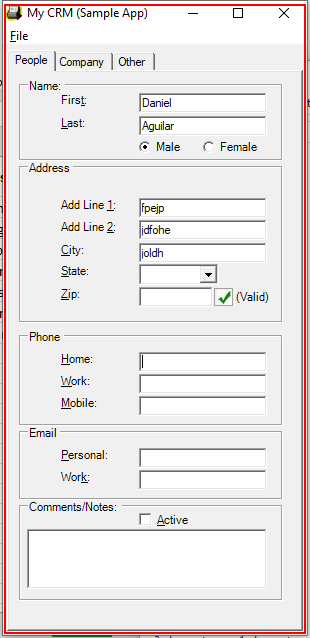 My CRM (Sample App)
File
People Company Other
Name:
First: Daniel
Last: Aguilar
Male Female
Address
Add Line 1: fpejp
Add Line 2: jdfohe
City: joldh
State:
Zip: (Valid)
Phone
Home:
Work:
Mobile:
Email
Personal:
Work:
Comments/Notes:
Active